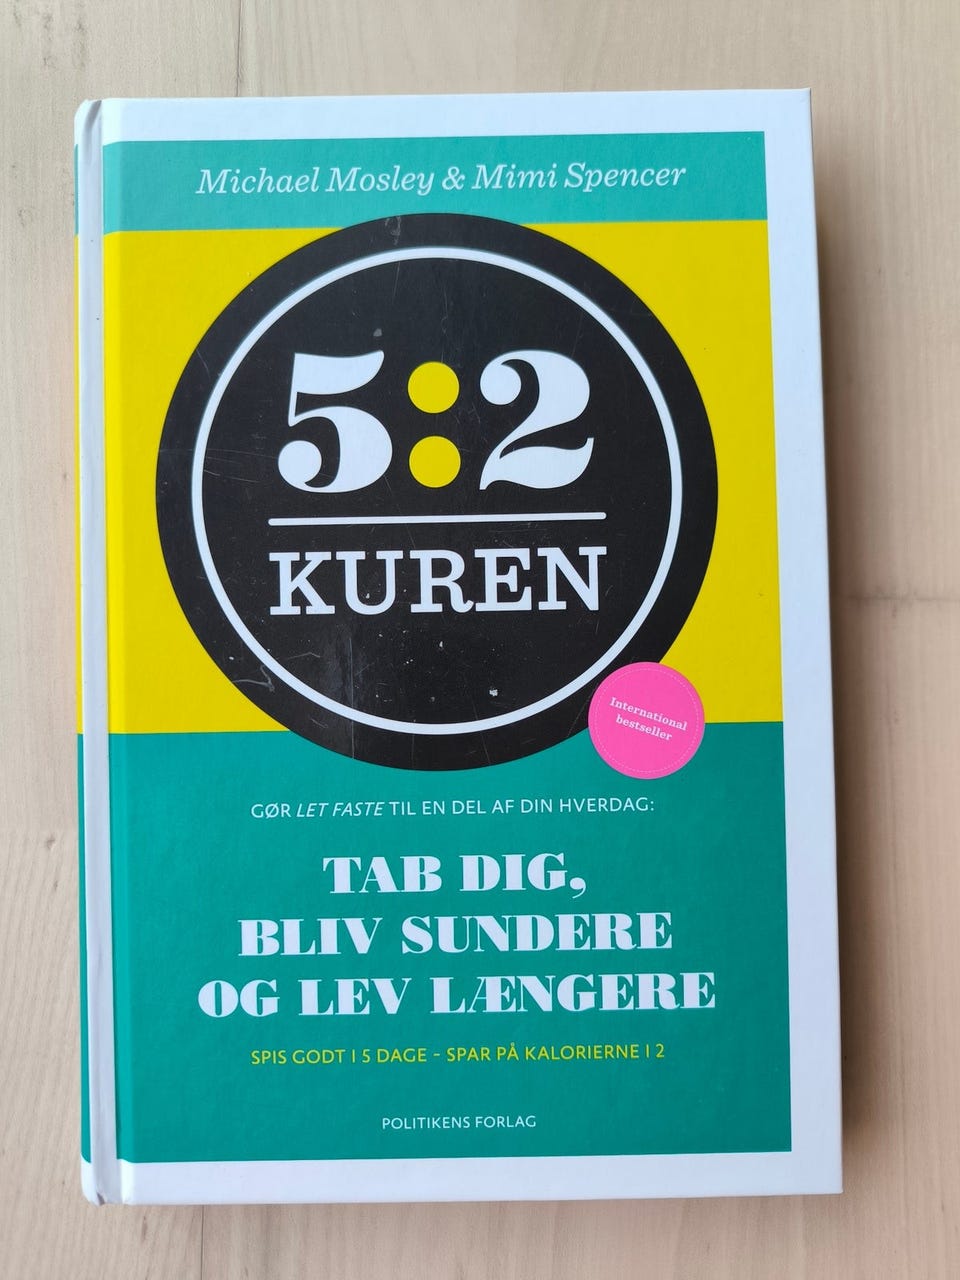 Michael Mosley & Mimi Spencer
5:2
KUREN
International
bestseller
GØR LET FASTE TIL EN DEL AF DIN HVERDAG:
TAB DIG,
BLIV SUNDERE
OG LEV LÆNGERE
SPIS GODT I 5 DAGE - SPAR PÅ KALORIERNE I 2
POLITIKENS FORLAG